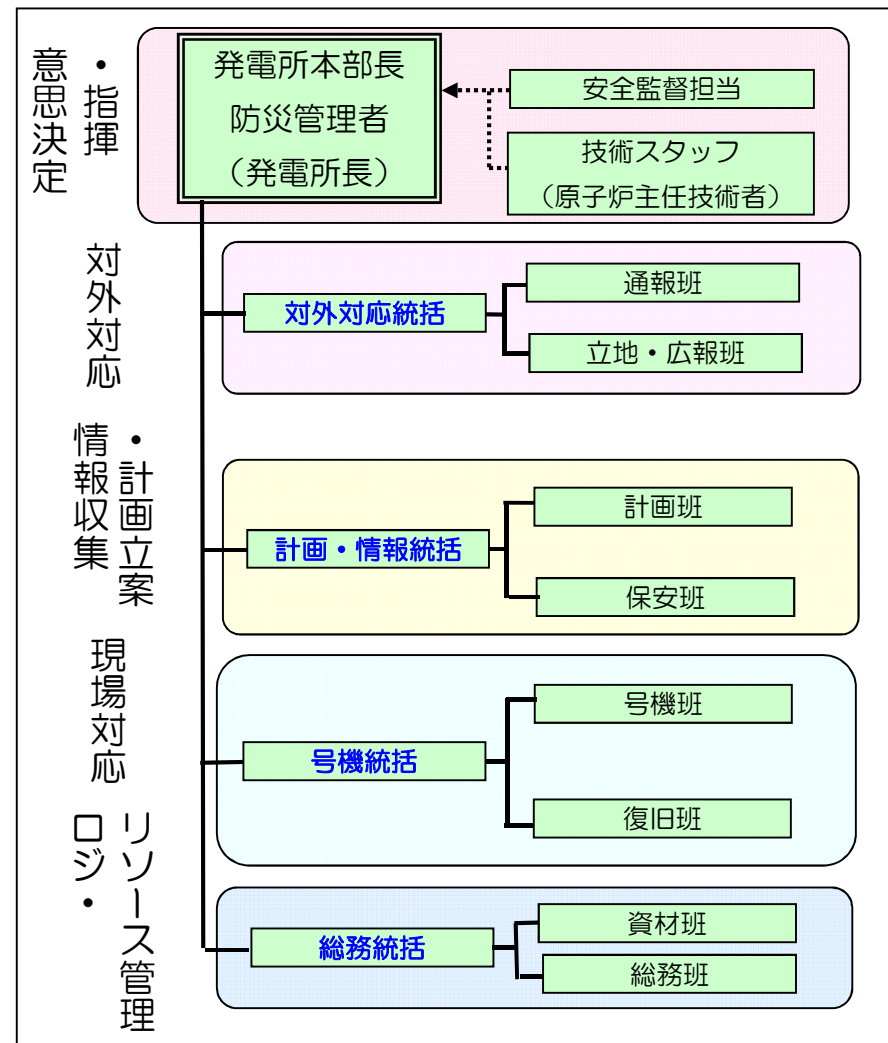 意思決定
・指揮
発電所本部長
防災管理者
（発電所長）
安全監督担当
技術スタッフ
（原子炉主任技術者）
対外対応
対外対応統括
通報班
立地・広報班
情報収集
・計画立案
計画・情報統括
計画班
保安班
現場対応
号機統括
号機班
復旧班
ロジ・
リソース管理
総務統括
資材班
総務班